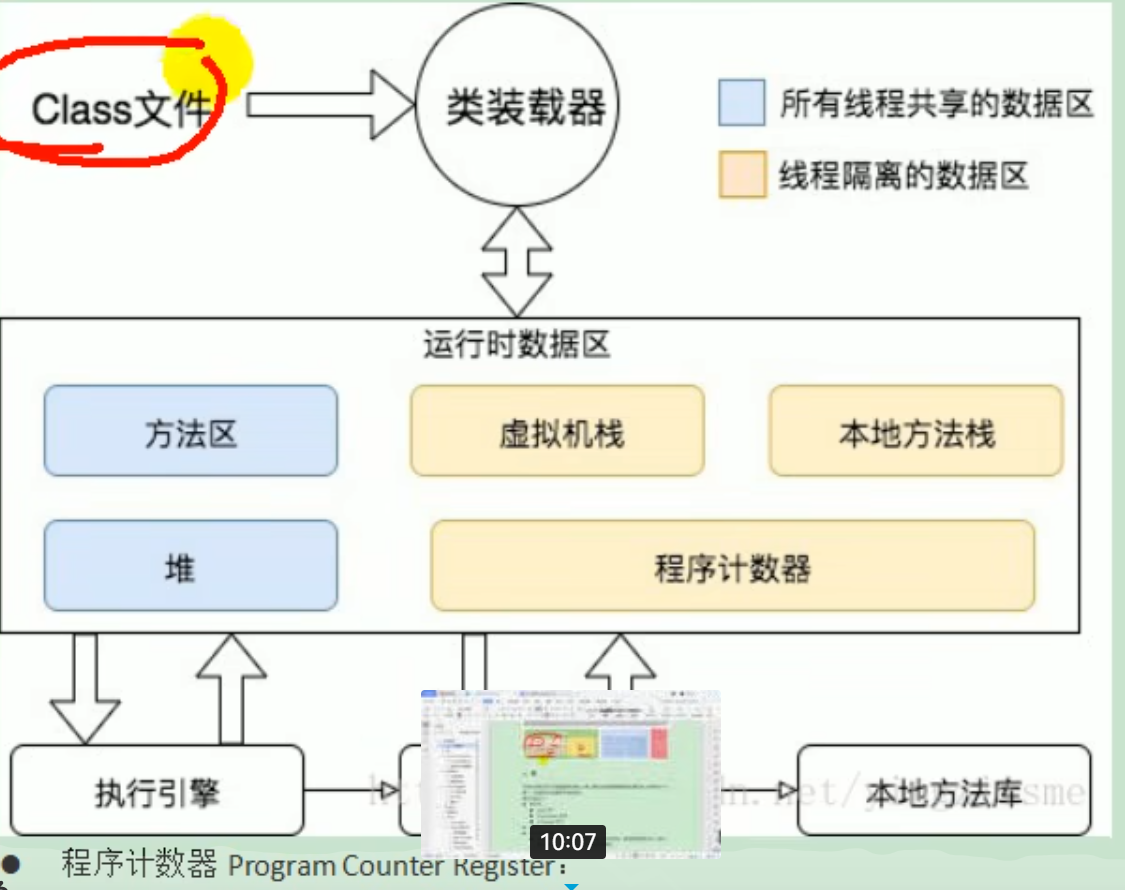 Class文件
类装载器
所有线程共享的数据区
线程隔离的数据区
运行时数据区
方法区
虚拟机栈
本地方法栈
堆
程序计数器
执行引擎
本地方法库
10:07
● 程序计数器 Program Counter Register：